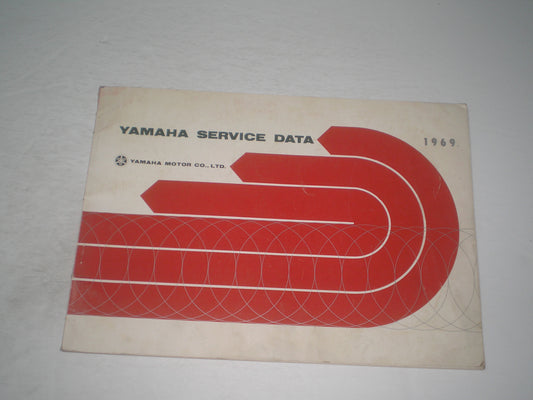 YAMAHA SERVICE DATA
1969.
YAMAHA MOTOR CO., LTD.